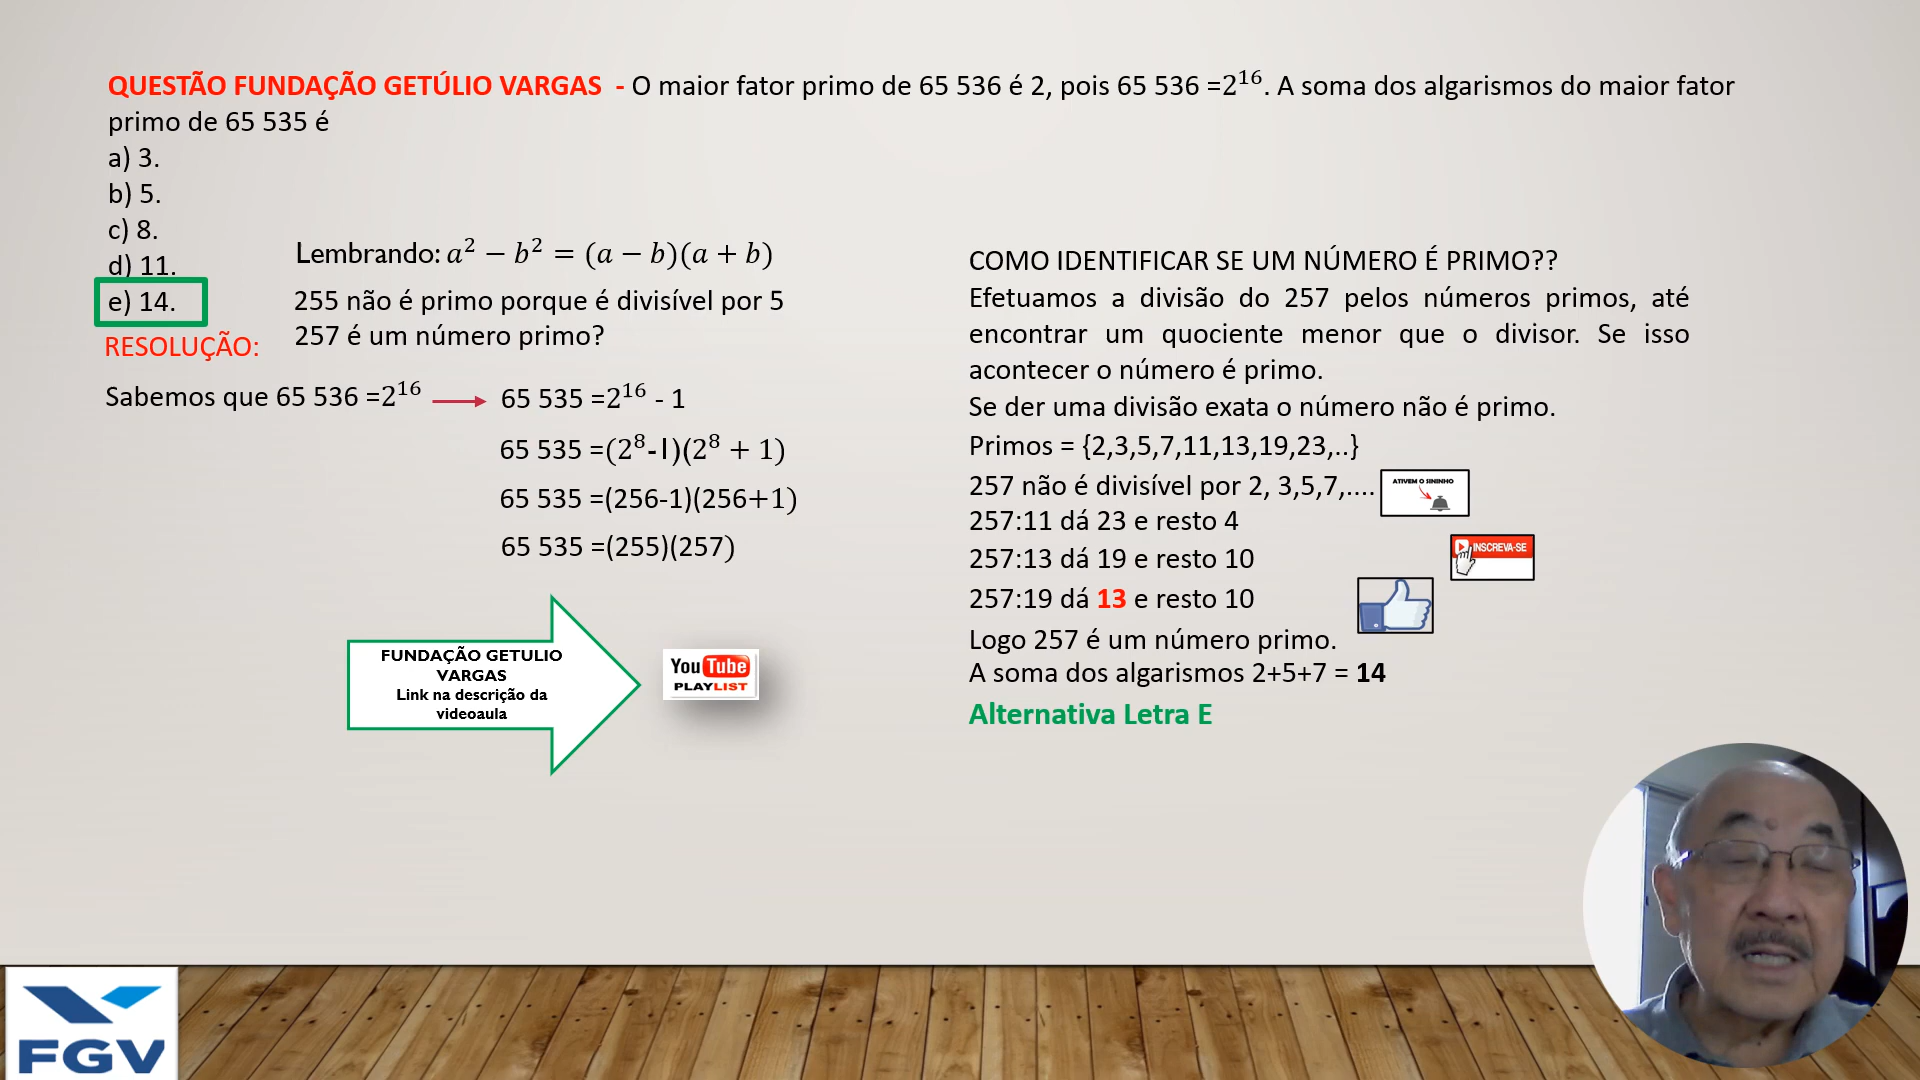 QUESTÃO FUNDAÇÃO GETÚLIO VARGAS - O maior fator primo de 65 536 é 2, pois 65 536 =2^16. A soma dos algarismos do maior fator
primo de 65 535 é
a) 3.
b) 5.
c) 8.
d) 11.
e) 14.
RESOLUÇÃO:
Lembrando: a² − b² = (a − b)(a + b)
255 não é primo porque é divisível por 5
257 é um número primo?
Sabemos que 65 536 =2^16
65 535 =2^16 - 1
65 535 =(2^8-1)(2^8 + 1)
65 535 =(256-1)(256+1)
65 535 =(255)(257)
FUNDAÇÃO GETULIO
VARGAS
Link na descrição da
videoaula
YouTube
PLAYLIST
COMO IDENTIFICAR SE UM NÚMERO É PRIMO??
Efetuamos a divisão do 257 pelos números primos, até
encontrar um quociente menor que o divisor. Se isso
acontecer o número é primo.
Se der uma divisão exata o número não é primo.
Primos = {2,3,5,7,11,13,19,23,..}
257 não é divisível por 2, 3,5,7,....
ATIVEM O SININHO
257:11 dá 23 e resto 4
257:13 dá 19 e resto 10
INSCREVA-SE
257:19 dá 13 e resto 10
Logo 257 é um número primo.
A soma dos algarismos 2+5+7 = 14
Alternativa Letra E
FGV